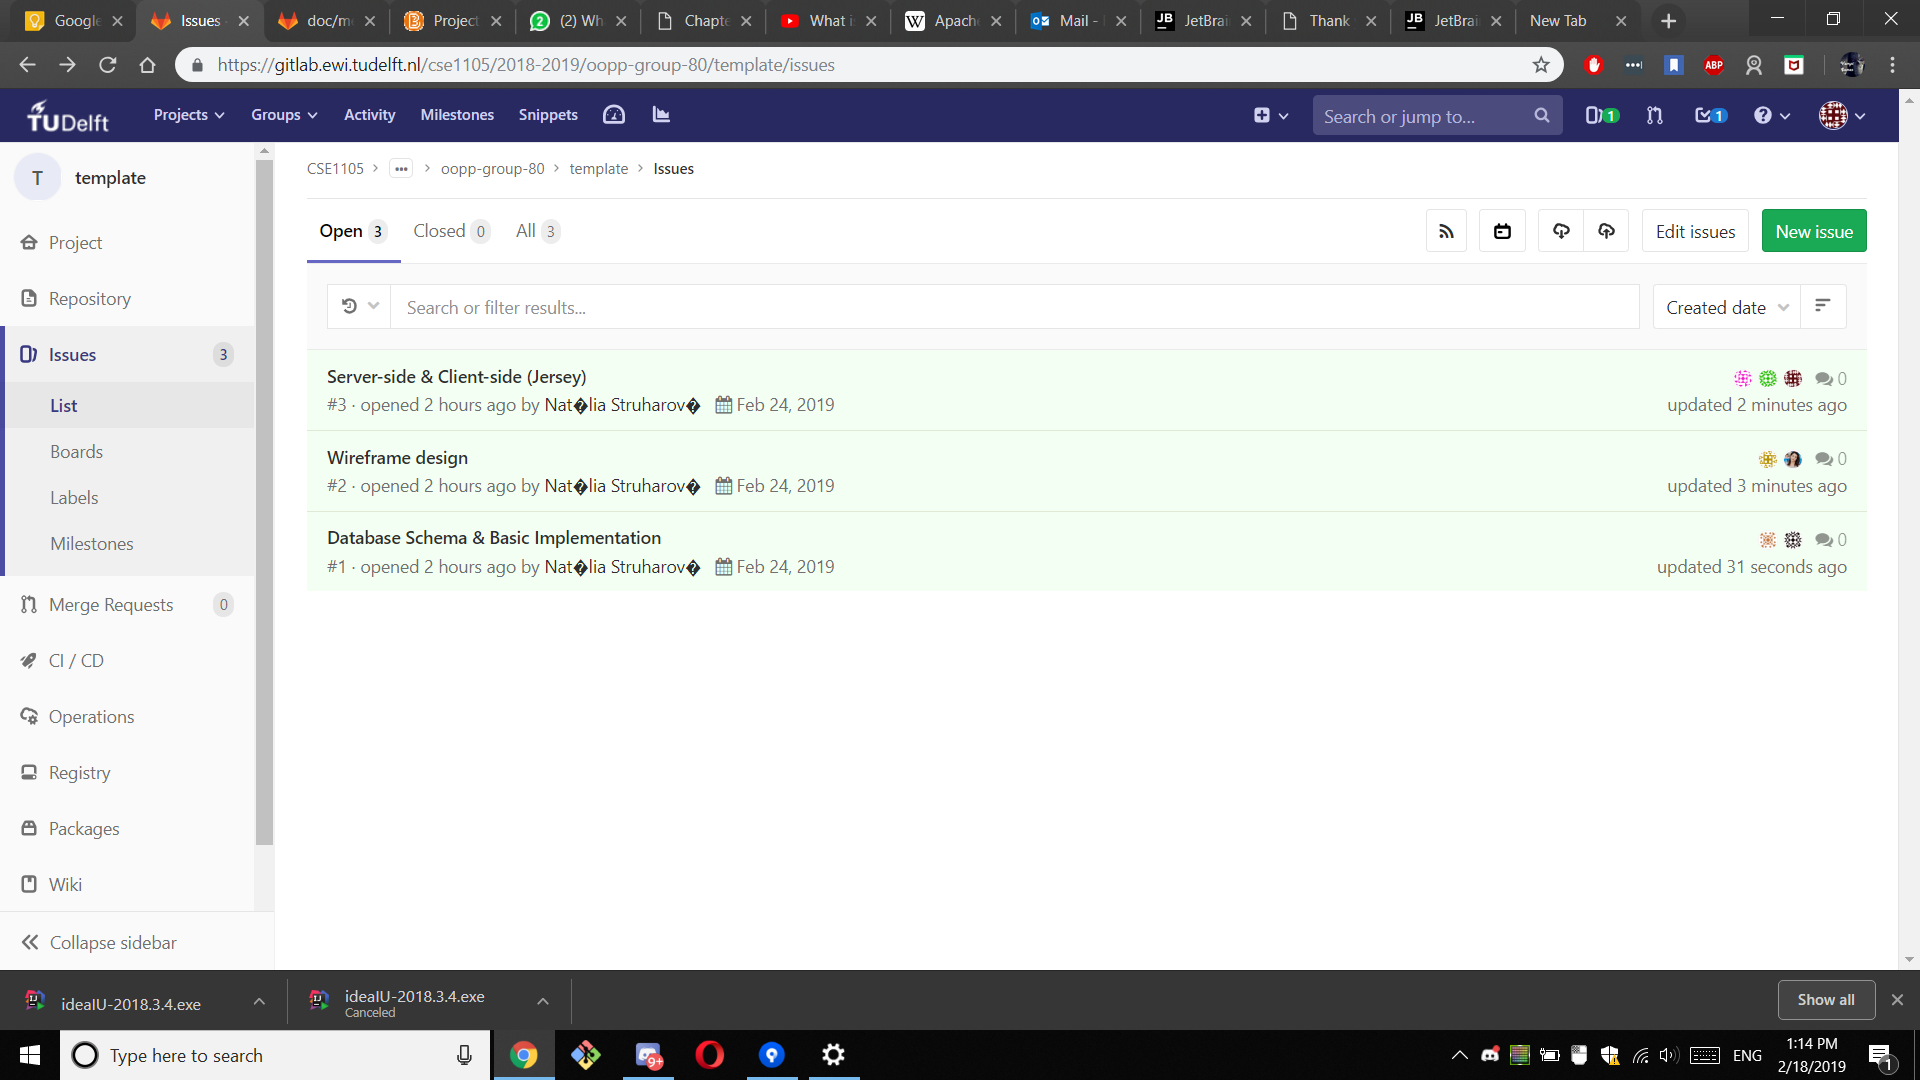 Google
Issues
doc/m
Project
(2) Wh
Chapte
What i
Apach
Mail -
JetBrai
Thank
JetBrai
New Tab
https://gitlab.ewi.tudelft.nl/cse1105/2018-2019/oopp-group-80/template/issues
ABP
TUDelft
Projects
Groups
Activity
Milestones
Snippets
Search or jump to...
1
1
T
template
Project
Repository
Issues
3
List
Boards
Labels
Milestones
Merge Requests
0
CI / CD
Operations
Registry
Packages
Wiki
Collapse sidebar
CSE1105 > ... > oopp-group-80 > template > Issues
Open 3
Closed 0
All 3
Edit issues
New issue
Search or filter results...
Created date
Server-side & Client-side (Jersey)
0
#3 · opened 2 hours ago by Nat�lia Struharov� Feb 24, 2019
updated 2 minutes ago
Wireframe design
0
#2 · opened 2 hours ago by Nat�lia Struharov� Feb 24, 2019
updated 3 minutes ago
Database Schema & Basic Implementation
0
#1 · opened 2 hours ago by Nat�lia Struharov� Feb 24, 2019
updated 31 seconds ago
ideaIU-2018.3.4.exe
ideaIU-2018.3.4.exe
Canceled
Show all
Type here to search
9+
ENG
1:14 PM
2/18/2019
1